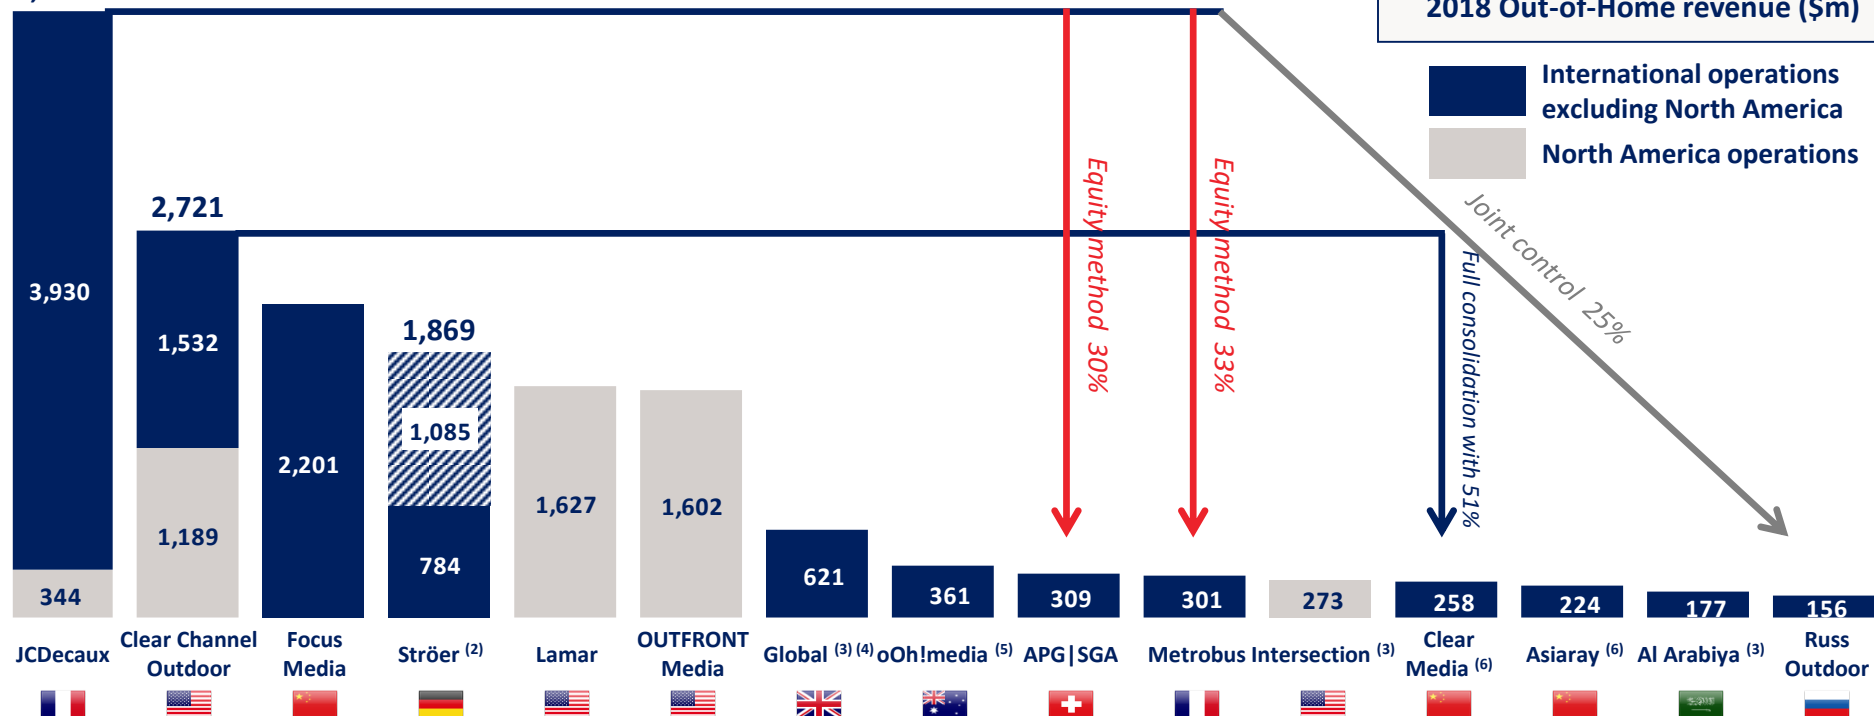 2018 Out-of-Home revenue ($m)
International operations
excluding North America
North America operations
3,930
344
2,721
1,532
1,189
2,201
1,869
1,085
784
1,627
1,602
621
361
309
301
273
258
224
177
156
Equity method 30%
Equity method 33%
Full consolidation with 51%
Joint control 25%
JCDecaux
Clear Channel
Outdoor
Focus
Media
Ströer (2)
Lamar
OUTFRONT
Media
Global (3) (4)
oOh!media (5)
APG|SGA
Metrobus
Intersection (3)
Clear
Media (6)
Asiaray (6)
Al Arabiya (3)
Russ
Outdoor